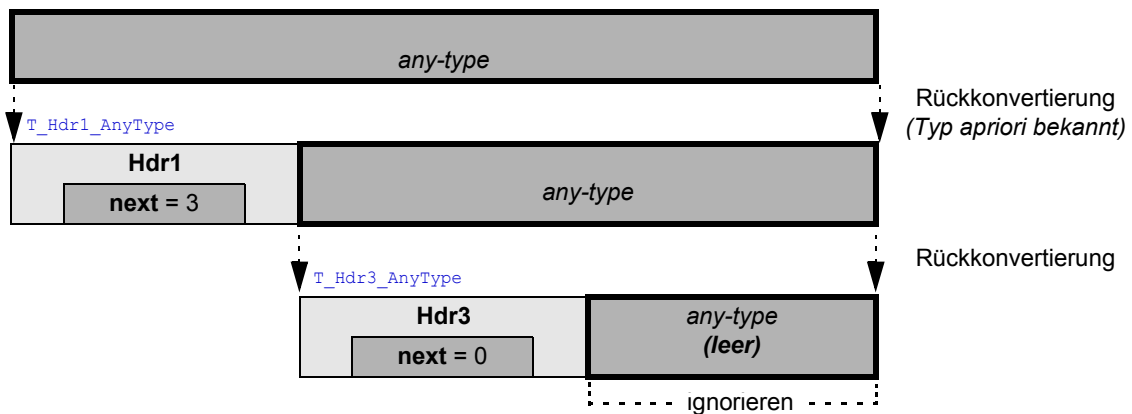 any-type
Rückkonvertierung
(Typ apriori bekannt)
T_Hdr1_AnyType
Hdr1
next = 3
any-type
Rückkonvertierung
T_Hdr3_AnyType
Hdr3
next = 0
any-type
(leer)
ignorieren